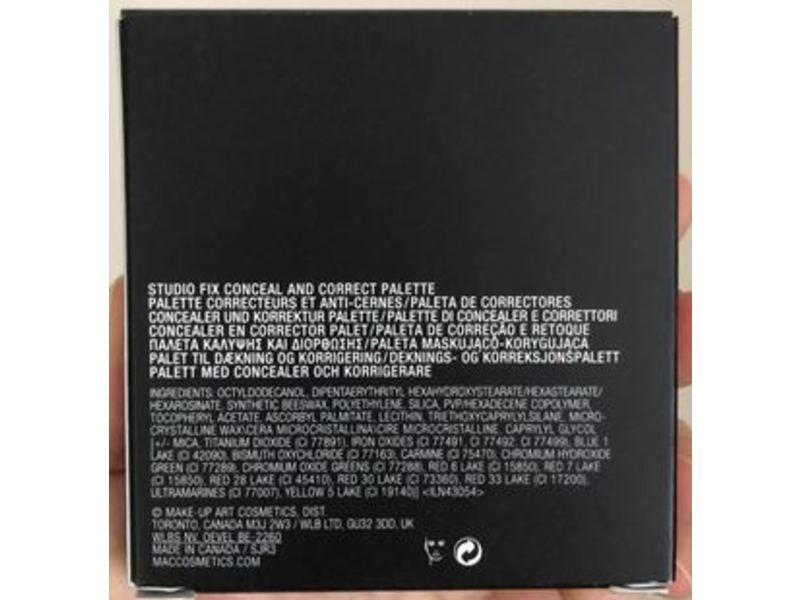 STUDIO FIX CONCEAL AND CORRECT PALETTE
PALETTE CORRECTEURS ET ANTI-CERNES/PALETA DE CORRECTORES
CONCEALER UND KORREKTUR PALETTE/PALETTE DI CONCEALER E CORRETTORI
CONCEALER EN CORRECTOR PALET/PALETA DE CORREÇÃO E RETOQUE
ΠΑΛΕΤΑ ΚΑΛΥΨΗΣ ΚΑΙ ΔΙΟΡΘΩΣΗΣ/PALETA MASKUJĄCO-KORYGUJĄCA
PALET TIL DÆKNING OG KORRIGERING/DEKNINGS- OG KORREKSJONSPALETT
PALETT MED CONCEALER OCH KORRIGERARE
INGREDIENTS: OCTYLDODECANOL, DIPENTAERYTHRITYL HEXAHYDROXYSTEARATE/HEXASTEARATE/
HEXAROSINATE, SYNTHETIC BEESWAX, POLYETHYLENE, SILICA, PVP/HEXADECENE COPOLYMER,
TOCOPHERYL ACETATE, ASCORBYL PALMITATE, LECITHIN, TRIETHOXYCAPRYLYLSILANE, MICRO-
CRYSTALLINE WAX\CERA MICROCRISTALLINA\CIRE MICROCRISTALLINE, CAPRYLYL GLYCOL
[+/- MICA, TITANIUM DIOXIDE (CI 77891), IRON OXIDES (CI 77491, CI 77492, CI 77499), BLUE 1
LAKE (CI 42090), BISMUTH OXYCHLORIDE (CI 77163), CARMINE (CI 75470), CHROMIUM HYDROXIDE
GREEN (CI 77289), CHROMIUM OXIDE GREENS (CI 77288), RED 6 LAKE (CI 15850), RED 7 LAKE
(CI 15850), RED 28 LAKE (CI 45410), RED 30 LAKE (CI 73360), RED 33 LAKE (CI 17200),
ULTRAMARINES (CI 77007), YELLOW 5 LAKE (CI 19140)] <ILN43054>
© MAKE-UP ART COSMETICS, DIST.
TORONTO, CANADA M3J 2W3 / WLB LTD, GU32 3DD, UK
WLBS NV, OEVEL BE-2260
MADE IN CANADA / SJR3
MACCOSMETICS.COM